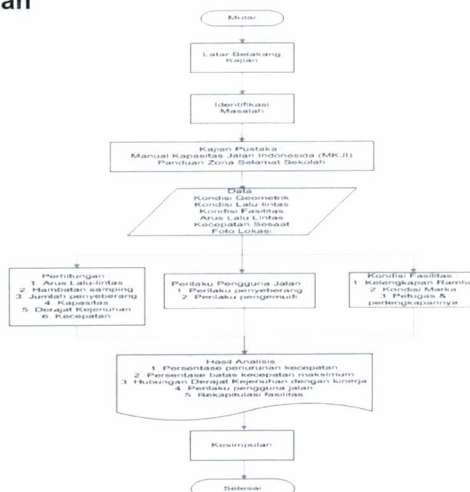 an
Mulai
Latar Belakang
Kajian
Identifikasi
Masalah
Kajian Pustaka
Manual Kapasitas Jalan Indonesida (MKJI)
Panduan Zona Selamat Sekolah
Data
Kondisi Geometrik
Kondisi Lalu-lintas
Kondisi Fasilitas
Arus Lalu Lintas
Kecepatan Sesaat
Foto Lokasi
Perhitungan
1. Arus Lalu-lintas
2. Hambatan samping
3. Jumlah penyeberang
4. Kapasitas
5. Derajat Kejenuhan
6. Kecepatan
Perilaku Pengguna Jalan
1. Perilaku penyeberang
2. Perilaku pengemudi
Kondisi Fasilitas
1. Kelengkapan Rambu
2. Kondisi Marka
3. Petugas &
perlengkapannya
Hasil Analisis
1. Persentase penurunan kecepatan
2. Persentase batas kecepatan maksimum
3. Hubungan Derajat Kejenuhan dengan kinerja
4. Perilaku pengguna jalan
5. Rekapitulasi fasilitas
Kesimpulan
Selesai